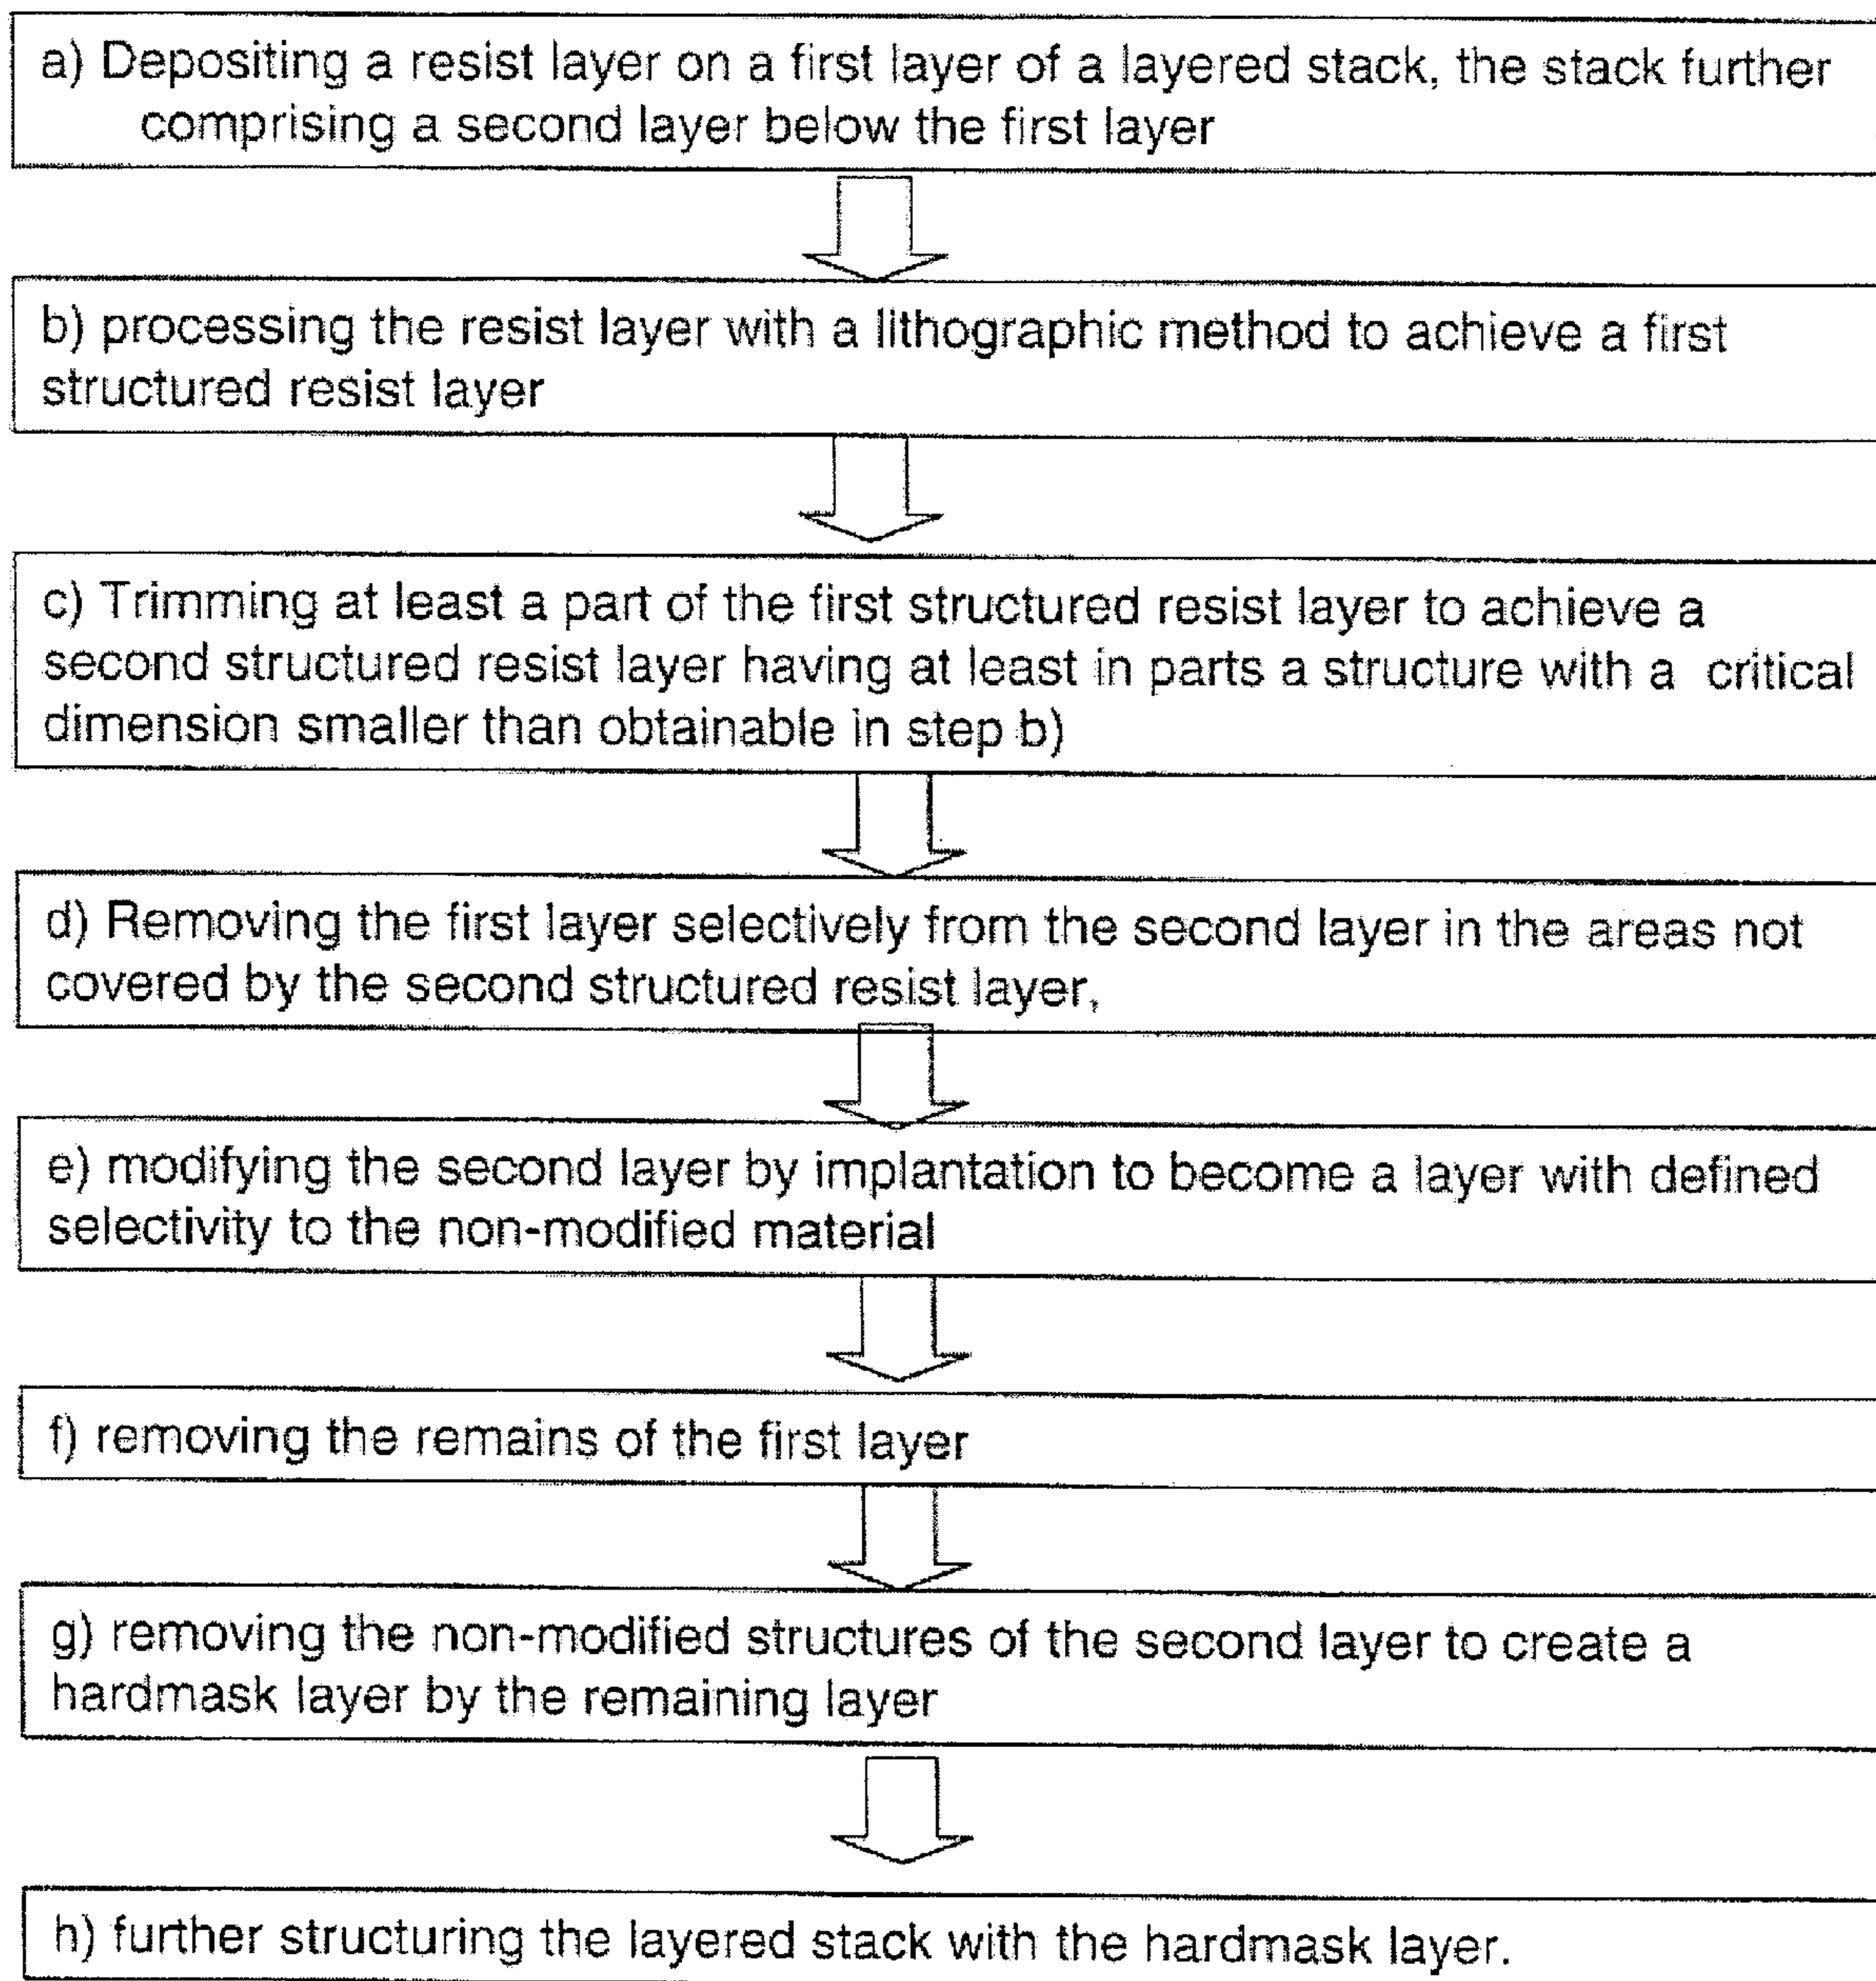 a) Depositing a resist layer on a first layer of a layered stack, the stack further
comprising a second layer below the first layer
b) processing the resist layer with a lithographic method to achieve a first
structured resist layer
c) Trimming at least a part of the first structured resist layer to achieve a
second structured resist layer having at least in parts a structure with a critical
dimension smaller than obtainable in step b)
d) Removing the first layer selectively from the second layer in the areas not
covered by the second structured resist layer,
e) modifying the second layer by implantation to become a layer with defined
selectivity to the non-modified material
f) removing the remains of the first layer
g) removing the non-modified structures of the second layer to create a
hardmask layer by the remaining layer
h) further structuring the layered stack with the hardmask layer.